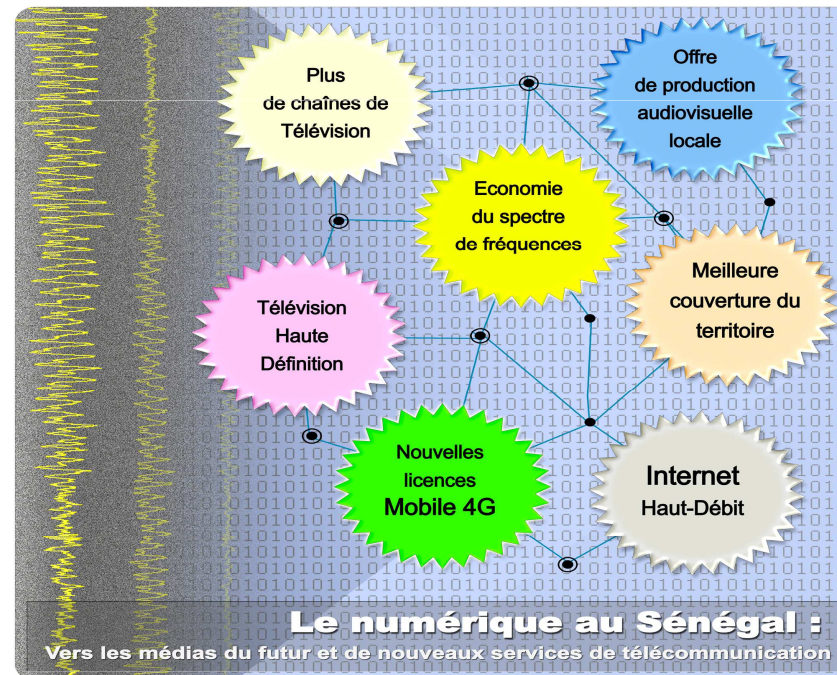 Plus
de chaînes de
Télévision
Offre
de production
audiovisuelle
locale
Economie
du spectre
de fréquences
Meilleure
couverture du
territoire
Télévision
Haute
Définition
Nouvelles
licences
Mobile 4G
Internet
Haut-Débit
Le numérique au Sénégal :
Vers les médias du futur et de nouveaux services de télécommunication